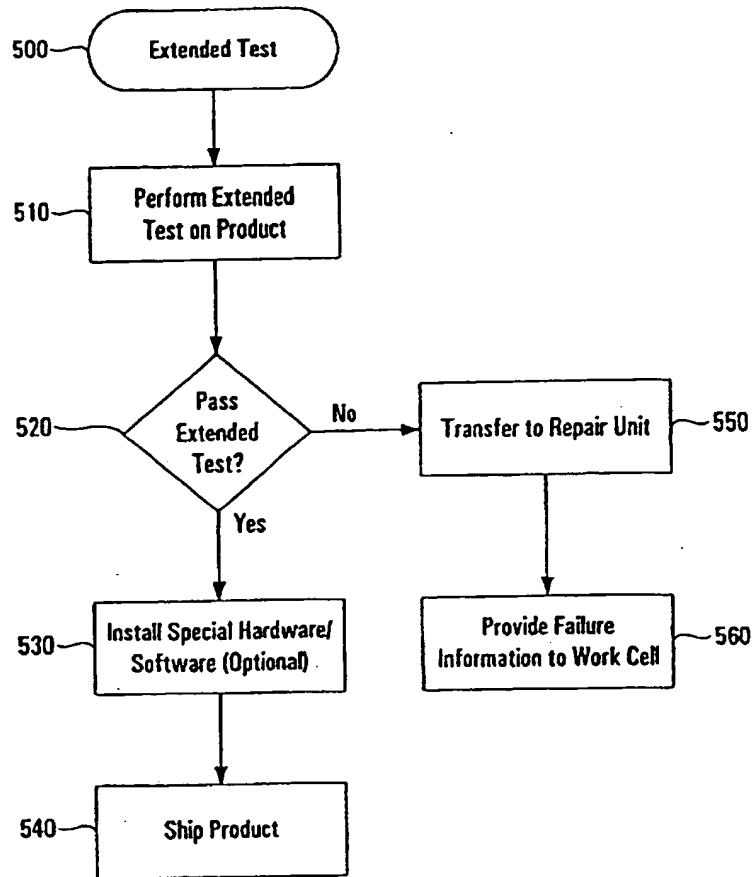 500
Extended Test
510
Perform Extended
Test on Product
520
Pass
Extended
Test?
No
Transfer to Repair Unit
550
Yes
530
Install Special Hardware/
Software (Optional)
Provide Failure
Information to Work Cell
560
540
Ship Product